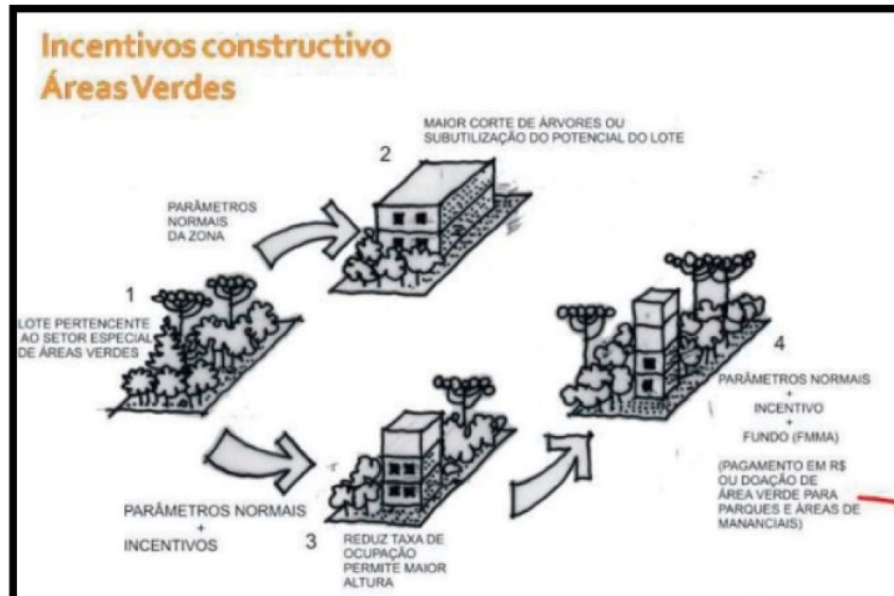 Incentivos constructivo
Áreas Verdes
MAIOR CORTE DE ÁRVORES OU
SUBUTILIZAÇÃO DO POTENCIAL DO LOTE
2
PARÂMETROS
NORMAIS
DA ZONA
1
LOTE PERTENCENTE
AO SETOR ESPECIAL
DE ÁREAS VERDES
4
PARÂMETROS NORMAIS
+
INCENTIVO
+
FUNDO (FMMA)
(PAGAMENTO EM R$
OU DOAÇÃO DE
ÁREA VERDE PARA
PARQUES E ÁREAS DE
MANANCIAIS)
PARÂMETROS NORMAIS
+
INCENTIVOS
3
REDUZ TAXA DE
OCUPAÇÃO
PERMITE MAIOR
ALTURA